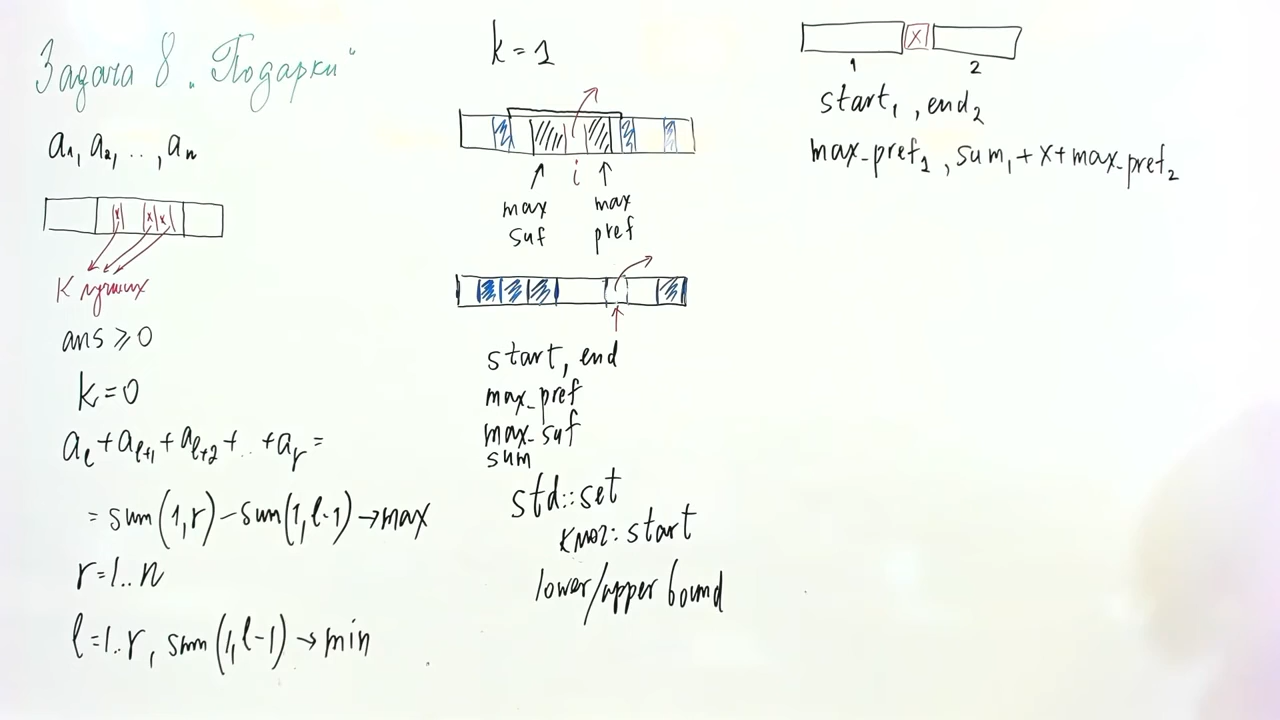 Задача 8 „Подарки“
a₁, a₂, .., aₙ
x x x
K лучших
ans ⩾ 0
k=0
aₗ + aₗ₊₁ + aₗ₊₂ + .. + aᵣ =
= sum(1,r) - sum(1,l-1) → max
r=1..n
l=1..r, sum(1,l-1) → min
k=1
i
max suf
max pref
start, end
max_pref
max_suf
sum
std::set
ключ: start
lower/upper bound
x
1 2
start₁, end₂
max_pref₁, sum₁+x+max_pref₂